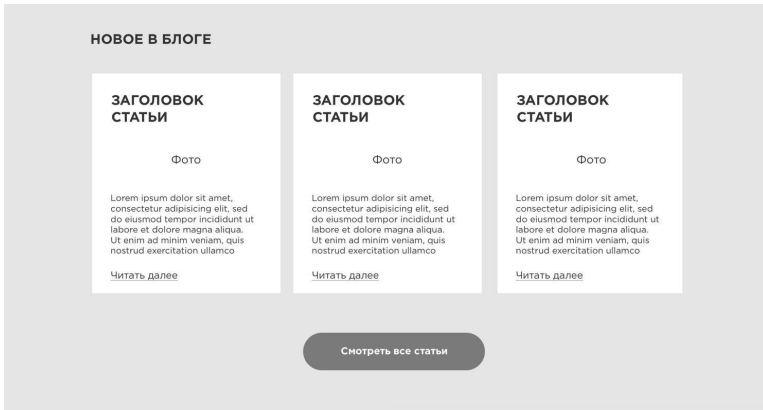 НОВОЕ В БЛОГЕ
ЗАГОЛОВОК
СТАТЬИ
Фото
Lorem ipsum dolor sit amet,
consectetur adipisicing elit, sed
do eiusmod tempor incididunt ut
labore et dolore magna aliqua.
Ut enim ad minim veniam, quis
nostrud exercitation ullamco
Читать далее
ЗАГОЛОВОК
СТАТЬИ
Фото
Lorem ipsum dolor sit amet,
consectetur adipisicing elit, sed
do eiusmod tempor incididunt ut
labore et dolore magna aliqua.
Ut enim ad minim veniam, quis
nostrud exercitation ullamco
Читать далее
ЗАГОЛОВОК
СТАТЬИ
Фото
Lorem ipsum dolor sit amet,
consectetur adipisicing elit, sed
do eiusmod tempor incididunt ut
labore et dolore magna aliqua.
Ut enim ad minim veniam, quis
nostrud exercitation ullamco
Читать далее
Смотреть все статьи